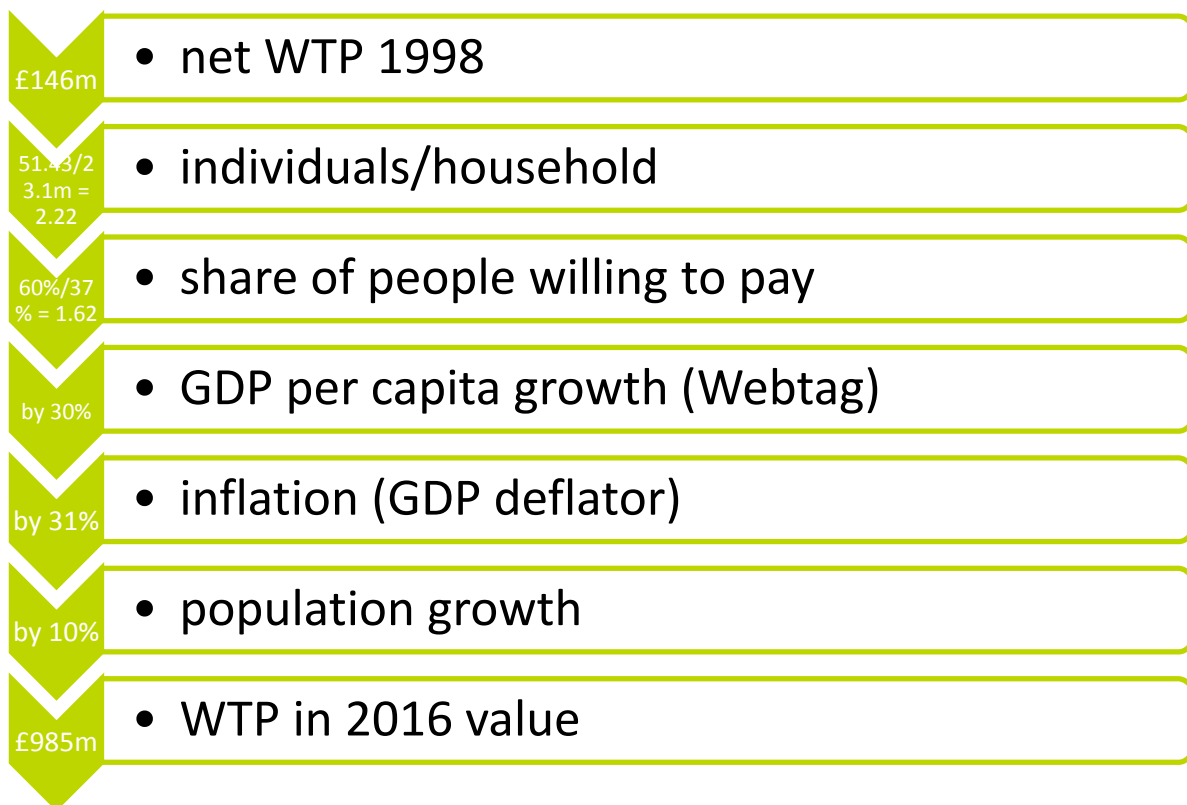 £146m
• net WTP 1998
51.43/2
3.1m =
2.22
• individuals/household
60%/37
% = 1.62
• share of people willing to pay
by 30%
• GDP per capita growth (Webtag)
by 31%
• inflation (GDP deflator)
by 10%
• population growth
£985m
• WTP in 2016 value